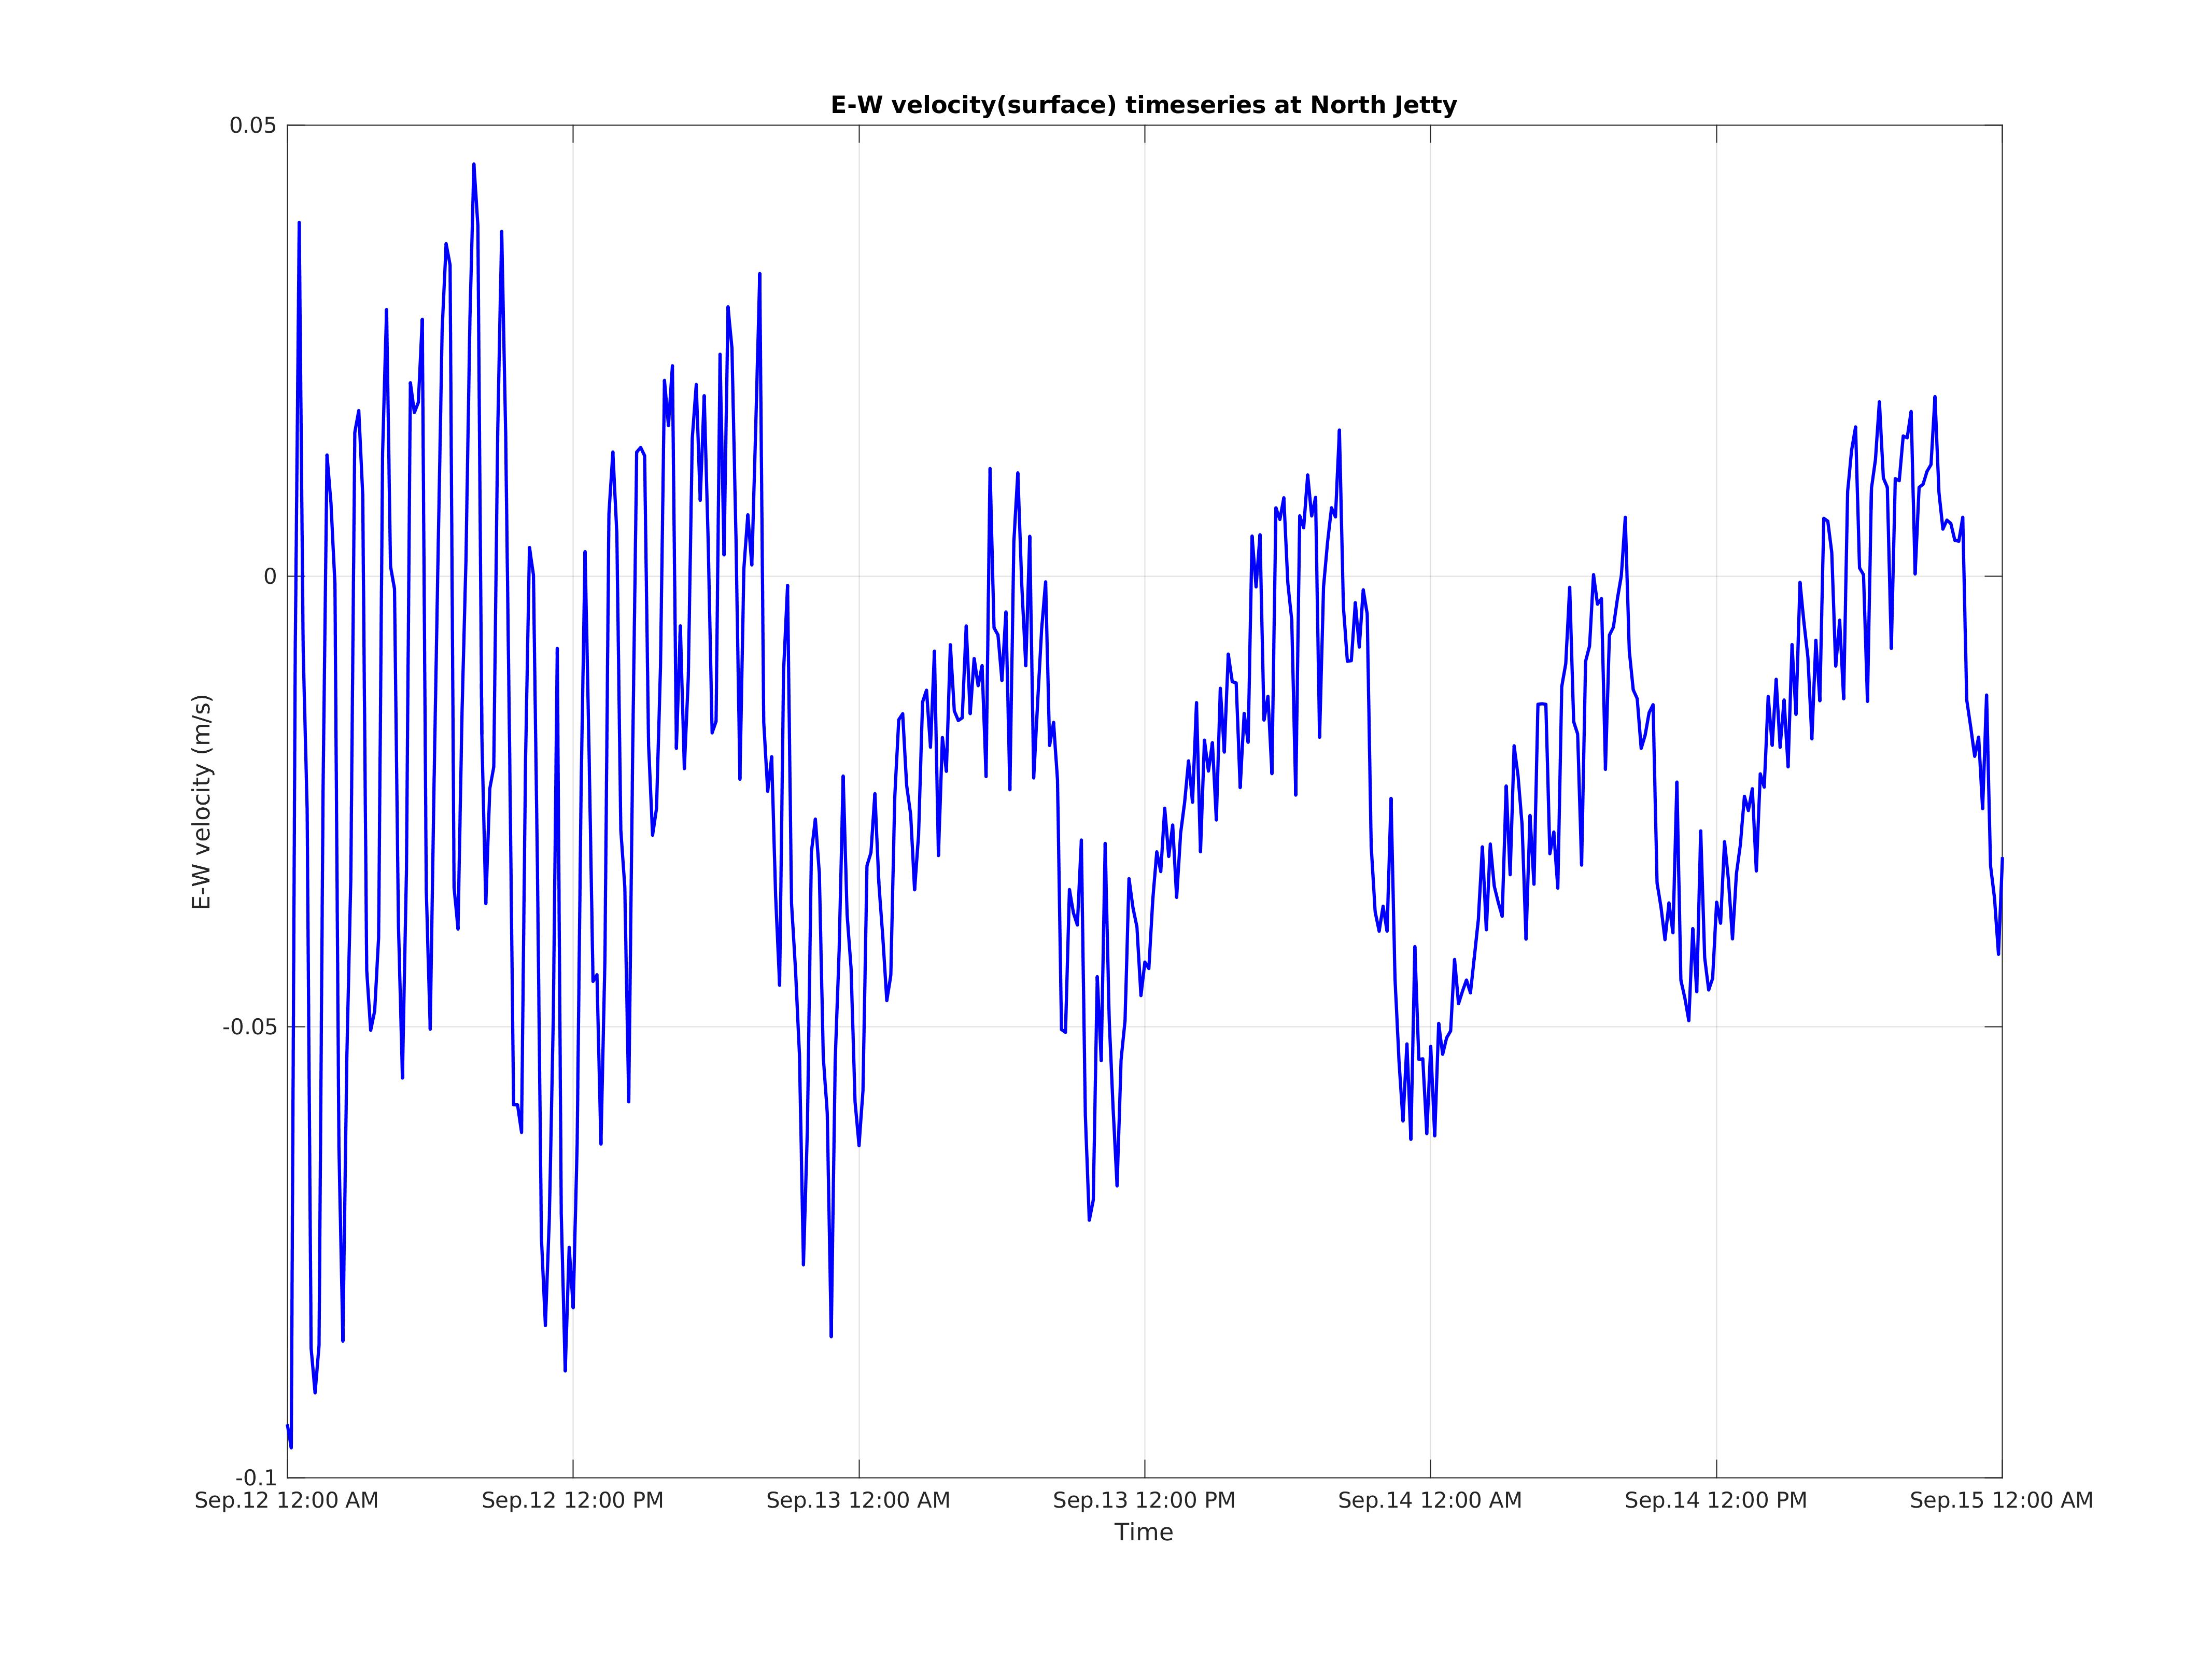 E-W velocity(surface) timeseries at North Jetty
0.05
0
-0.05
-0.1
E-W velocity (m/s)
Sep.12 12:00 AM
Sep.12 12:00 PM
Sep.13 12:00 AM
Sep.13 12:00 PM
Sep.14 12:00 AM
Sep.14 12:00 PM
Sep.15 12:00 AM
Time